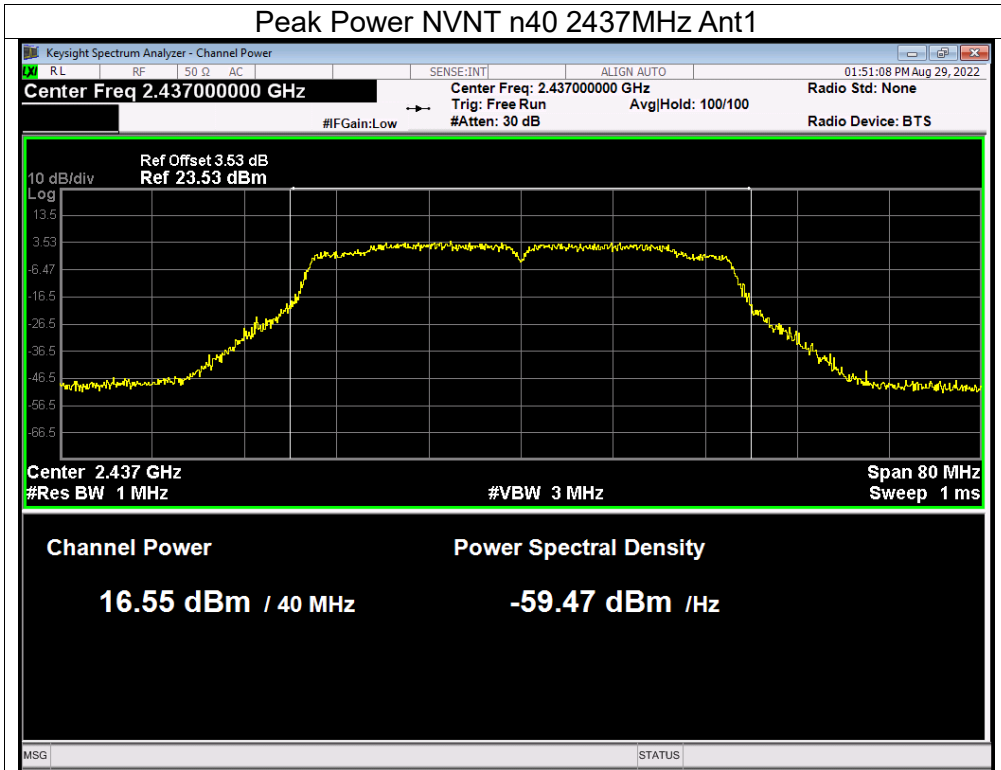 Peak Power NVNT n40 2437MHz Ant1
Keysight Spectrum Analyzer - Channel Power
LXI RL RF 50 Ω AC SENSE:INT ALIGN AUTO 01:51:08 PM Aug 29, 2022
Center Freq 2.437000000 GHz Center Freq: 2.437000000 GHz Radio Std: None
Trig: Free Run Avg|Hold: 100/100
#IFGain:Low #Atten: 30 dB Radio Device: BTS
Ref Offset 3.53 dB
10 dB/div Ref 23.53 dBm
Log
13.5
3.53
-6.47
-16.5
-26.5
-36.5
-46.5
-56.5
-66.5
Center 2.437 GHz Span 80 MHz
#Res BW 1 MHz #VBW 3 MHz Sweep 1 ms
Channel Power Power Spectral Density
16.55 dBm / 40 MHz -59.47 dBm /Hz
MSG STATUS